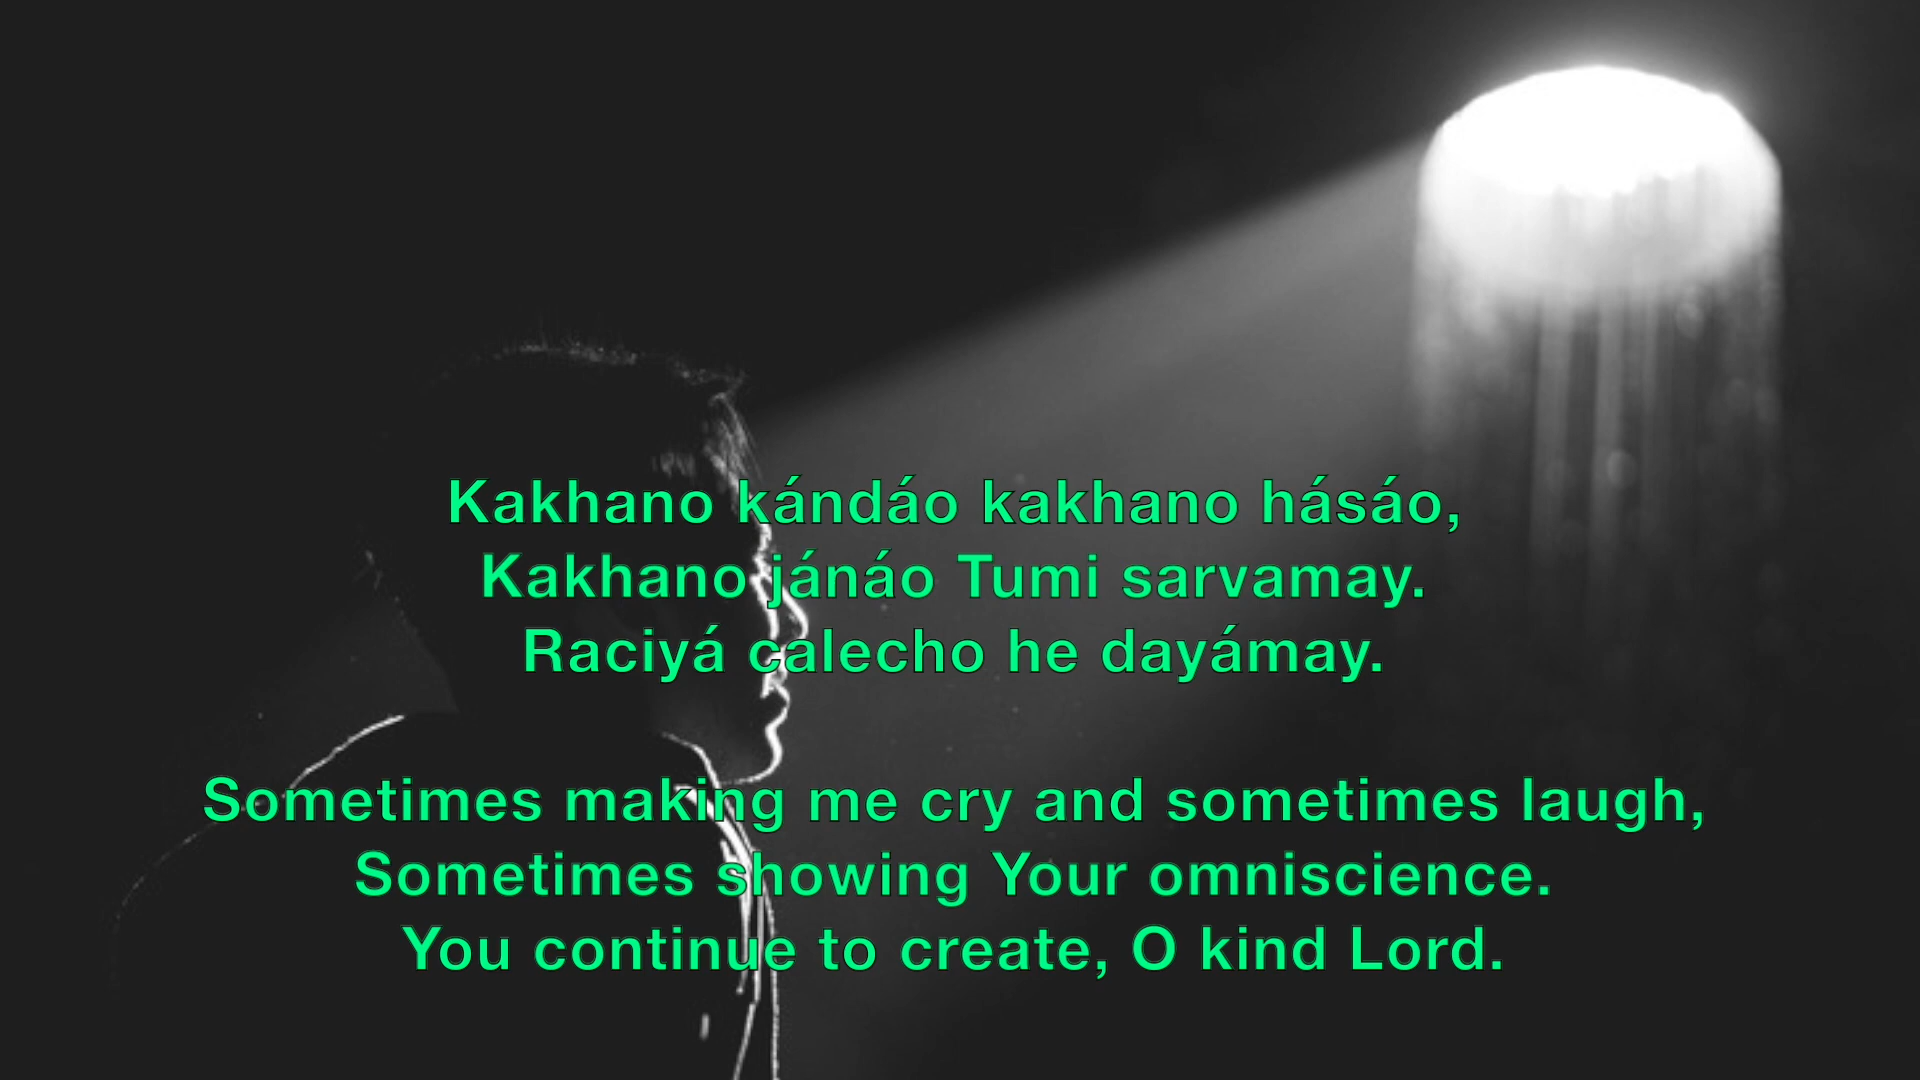 Kakhano kándáo kakhano hásáo,
Kakhano jánáo Tumi sarvamay.
Raciyá calecho he dayámay.
Sometimes making me cry and sometimes laugh,
Sometimes showing Your omniscience.
You continue to create, O kind Lord.